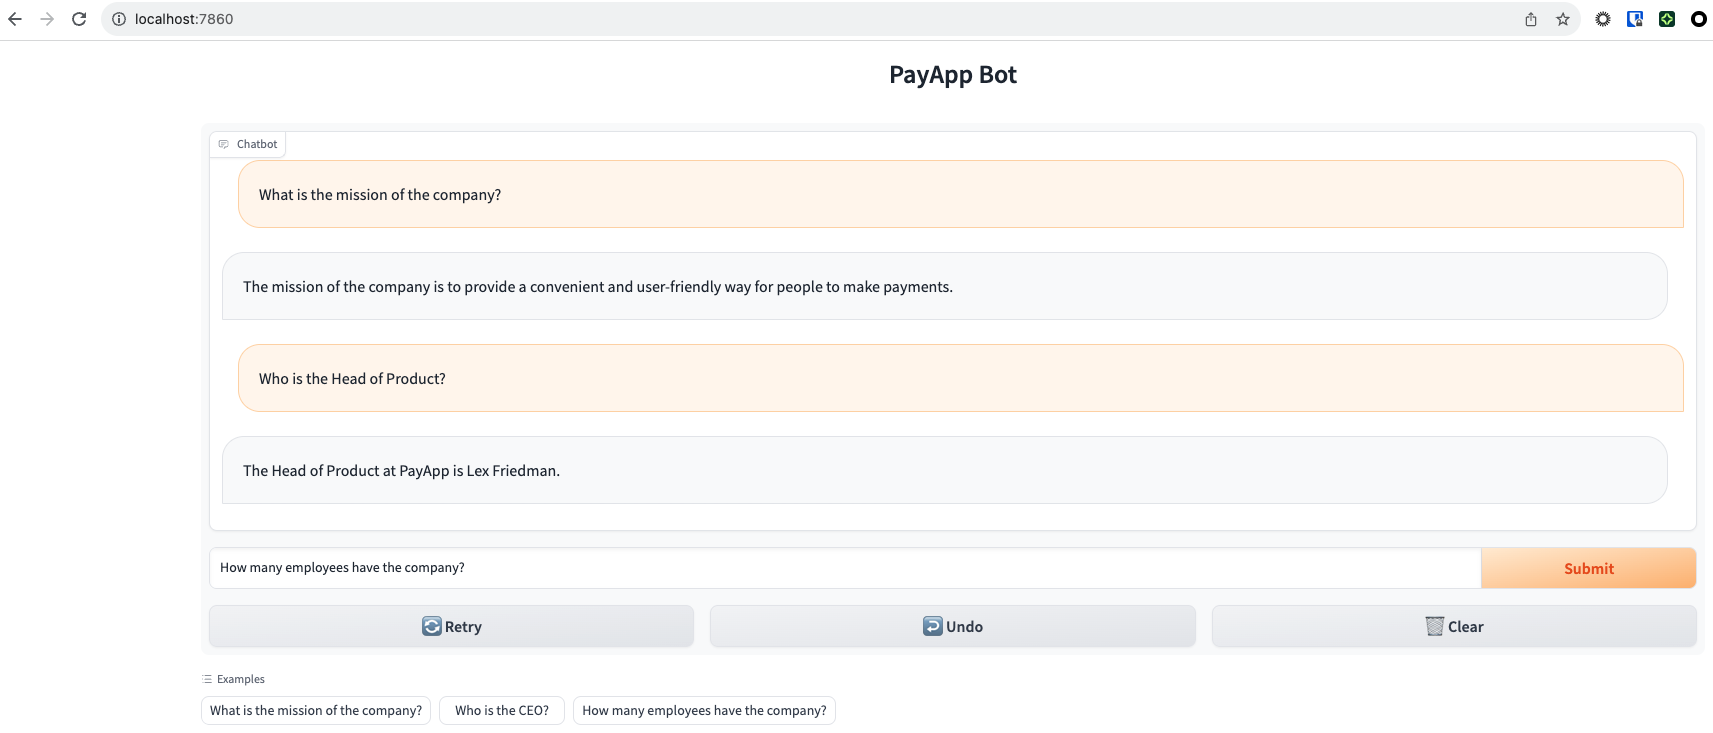 localhost:7860
PayApp Bot
Chatbot
What is the mission of the company?
The mission of the company is to provide a convenient and user-friendly way for people to make payments.
Who is the Head of Product?
The Head of Product at PayApp is Lex Friedman.
How many employees have the company?
Submit
Retry
Undo
Clear
Examples
What is the mission of the company?
Who is the CEO?
How many employees have the company?